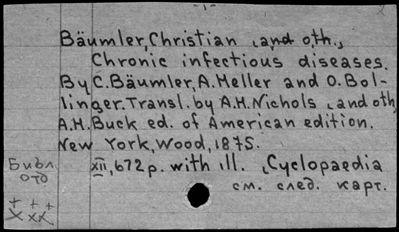 Bäumler, Christian and oth.,
Chronic infectious diseases.
By C. Bäumler, A. Heller and O. Bol-
linger. Transl. by A.H. Nichols and oth.
A.H. Buck ed. of American edition.
New York, Wood, 1875.
XII, 672 p. with ill. Cyclopaedia
см. след. карт.
Библ.
отд
+ + +
X X X